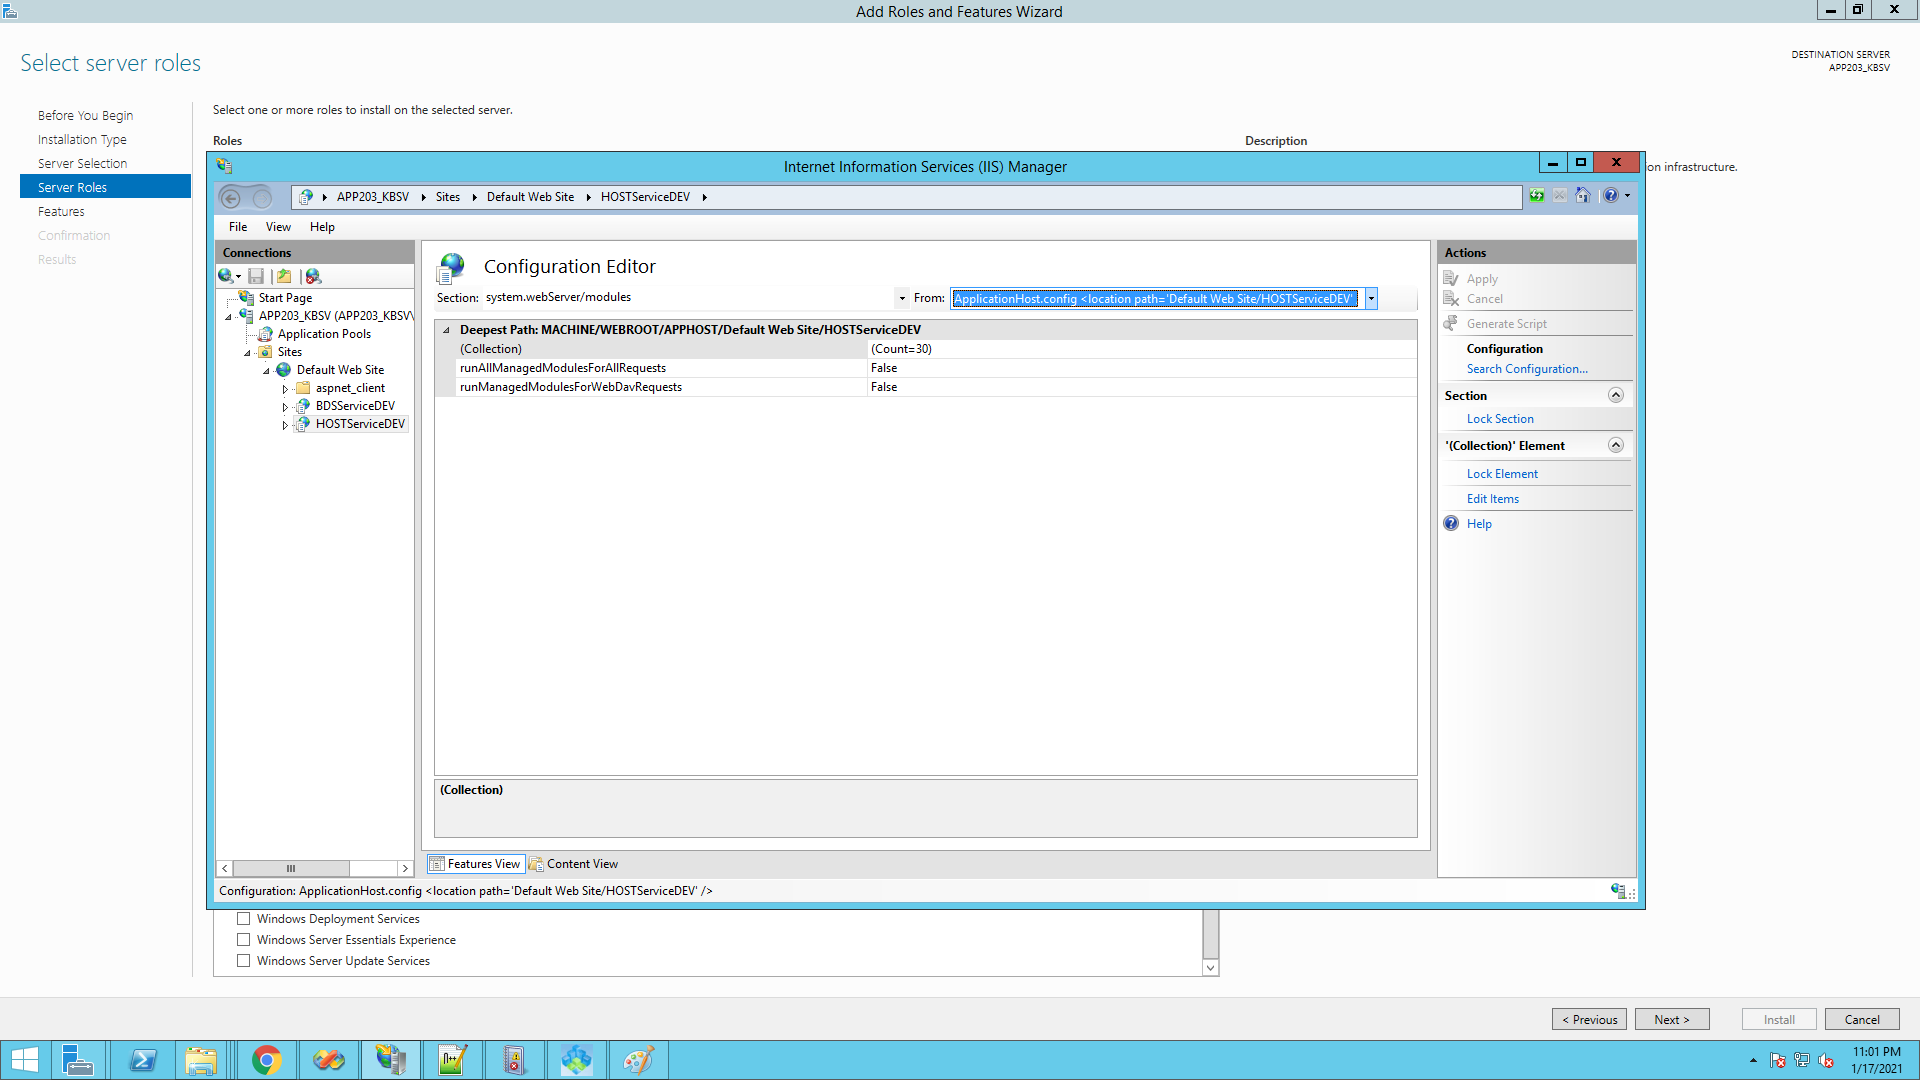 Add Roles and Features Wizard
Select server roles
DESTINATION SERVER
APP203_KBSV
Before You Begin
Installation Type
Server Selection
Server Roles
Features
Confirmation
Results
Select one or more roles to install on the selected server.
Roles
Description
on infrastructure.
Internet Information Services (IIS) Manager
APP203_KBSV
Sites
Default Web Site
HOSTServiceDEV
File
View
Help
Connections
Start Page
APP203_KBSV (APP203_KBSV\
Application Pools
Sites
Default Web Site
aspnet_client
BDSServiceDEV
HOSTServiceDEV
Configuration Editor
Section: system.webServer/modules
From: ApplicationHost.config <location path='Default Web Site/HOSTServiceDEV'
Deepest Path: MACHINE/WEBROOT/APPHOST/Default Web Site/HOSTServiceDEV
(Collection) (Count=30)
runAllManagedModulesForAllRequests False
runManagedModulesForWebDavRequests False
(Collection)
Features View
Content View
Actions
Apply
Cancel
Generate Script
Configuration
Search Configuration...
Section
Lock Section
'(Collection)' Element
Lock Element
Edit Items
Help
Configuration: ApplicationHost.config <location path='Default Web Site/HOSTServiceDEV' />
Windows Deployment Services
Windows Server Essentials Experience
Windows Server Update Services
< Previous
Next >
Install
Cancel
11:01 PM
1/17/2021